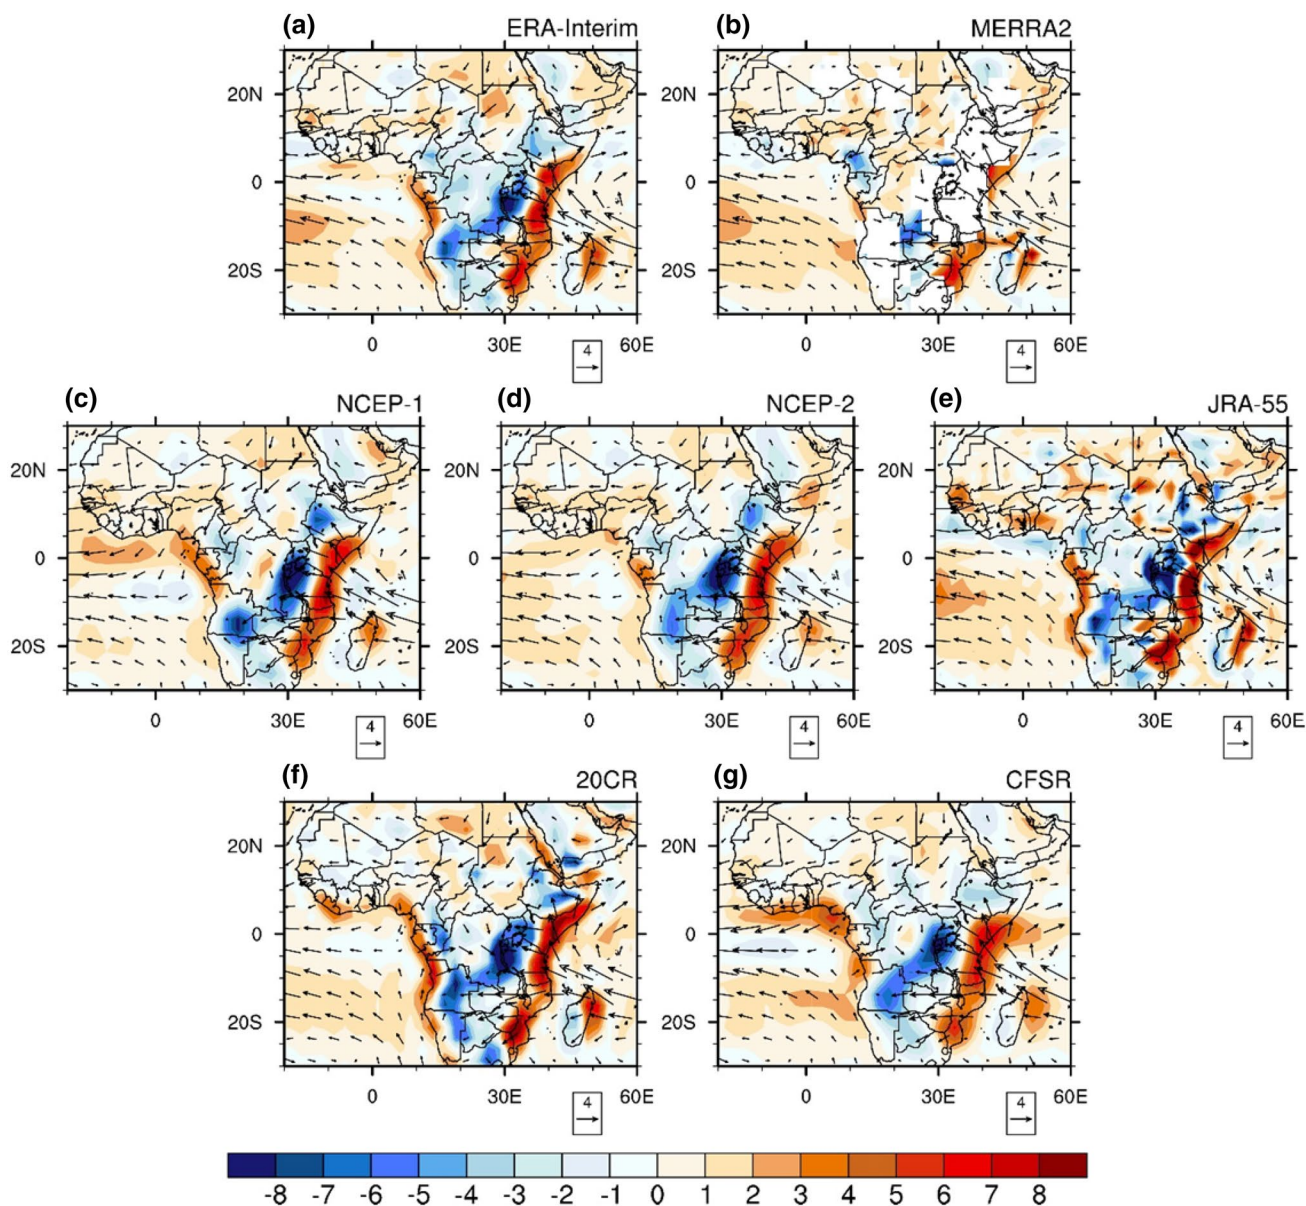 (a) ERA-Interim (b) MERRA2
20N 20N
0 0
20S 20S
0 30E 60E 0 30E 60E
4 4
(c) NCEP-1 (d) NCEP-2 (e) JRA-55
20N 20N 20N
0 0 0
20S 20S 20S
0 30E 60E 0 30E 60E 0 30E 60E
4 4 4
(f) 20CR (g) CFSR
20N 20N
0 0
20S 20S
0 30E 60E 0 30E 60E
4 4
-8 -7 -6 -5 -4 -3 -2 -1 0 1 2 3 4 5 6 7 8